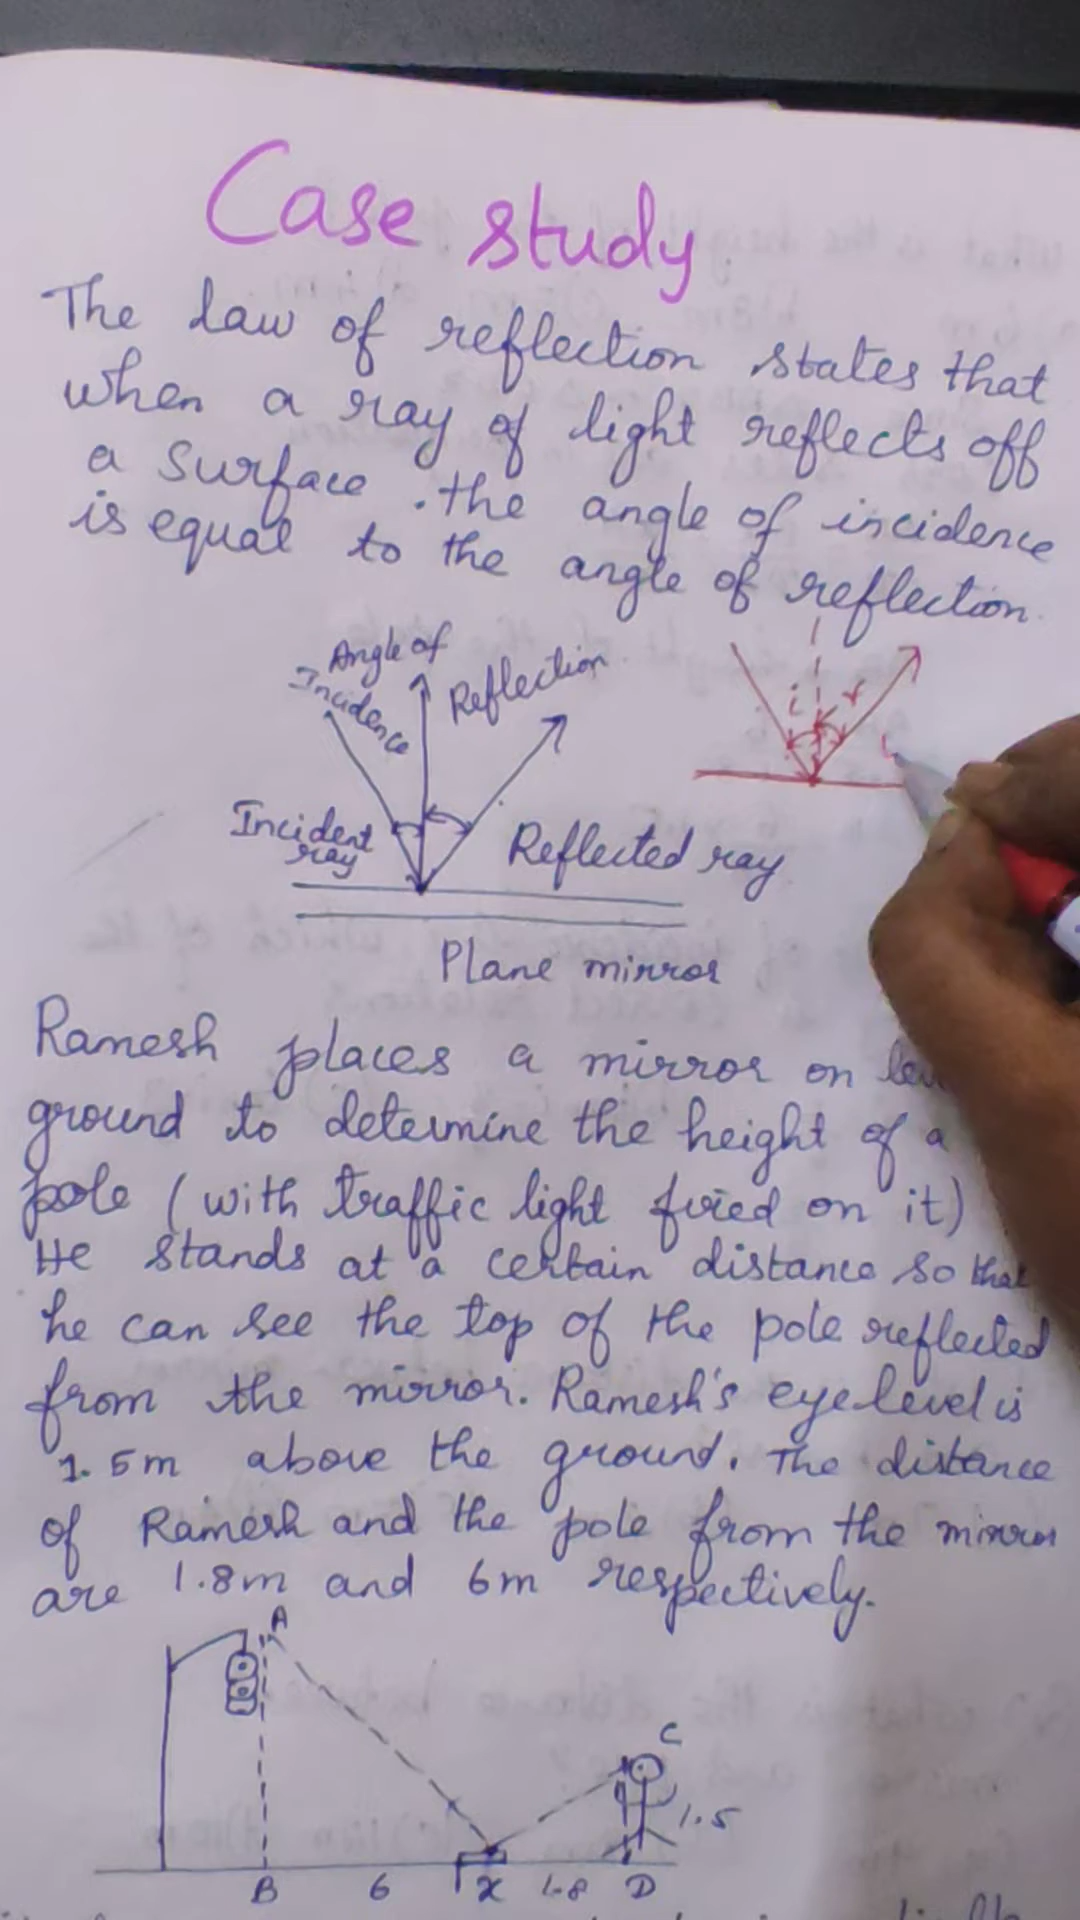 Case study
The law of reflection states that
when a ray of light reflects off
a surface. the angle of incidence
is equal to the angle of reflection.
Angle of
Incidence
Reflection
i
r
Incident
ray
Reflected ray
Plane mirror
Ramesh places a mirror on
ground to determine the height of a
pole (with traffic light fixed on it)
He stands at a certain distance so that
he can see the top of the pole reflected
from the mirror. Ramesh's eye level is
1.5m above the ground. The distance
of Ramesh and the pole from the mirror
are 1.8m and 6m respectively.
A
C
1.5
B 6 X 1.8 D